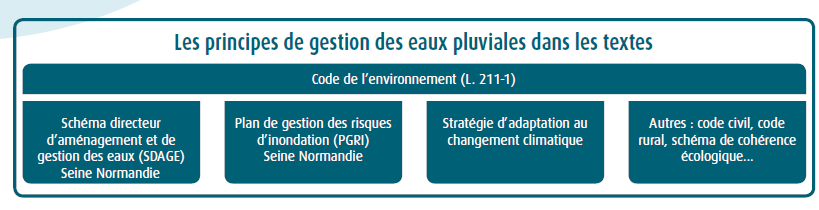 Les principes de gestion des eaux pluviales dans les textes
Code de l'environnement (L. 211-1)
Schéma directeur
d'aménagement et de
gestion des eaux (SDAGE)
Seine Normandie
Plan de gestion des risques
d'inondation (PGRI)
Seine Normandie
Stratégie d'adaptation au
changement climatique
Autres : code civil, code
rural, schéma de cohérence
écologique...